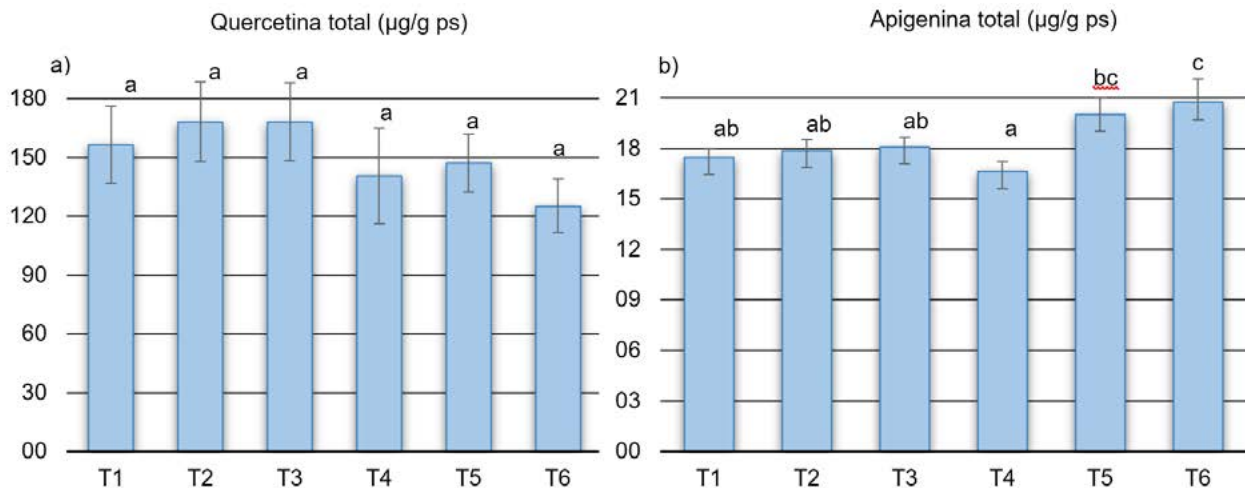 Quercetina total (µg/g ps)
a)
a a a a a a
180
150
120
90
60
30
00
T1 T2 T3 T4 T5 T6
Apigenina total (µg/g ps)
b)
ab ab ab a bc c
21
18
15
12
09
06
03
00
T1 T2 T3 T4 T5 T6